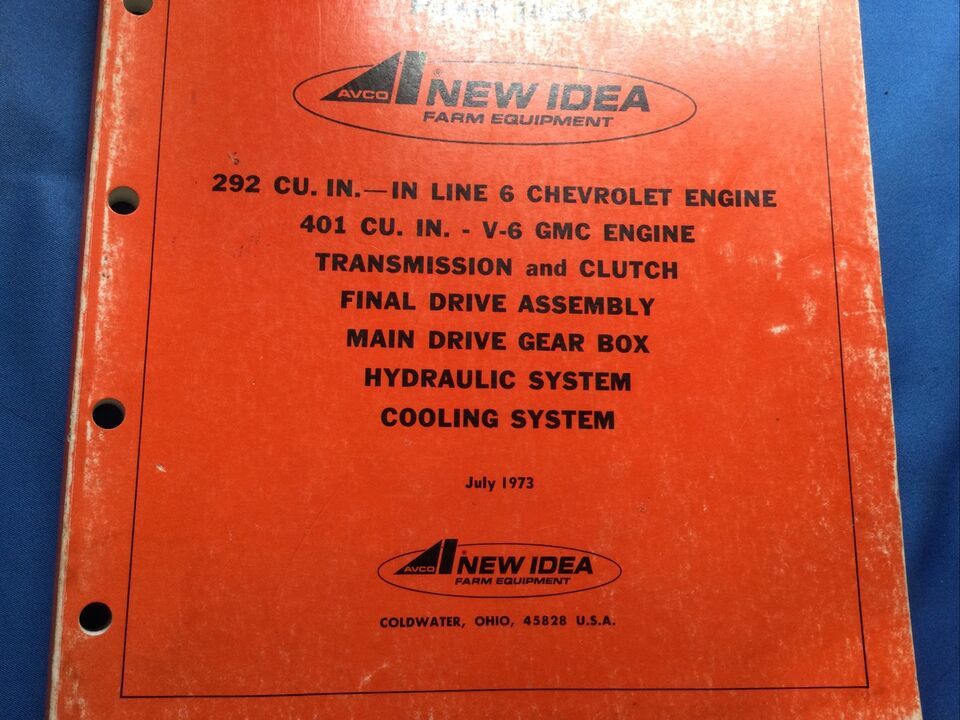 AVCO NEW IDEA
FARM EQUIPMENT
292 CU. IN.—IN LINE 6 CHEVROLET ENGINE
401 CU. IN. - V-6 GMC ENGINE
TRANSMISSION and CLUTCH
FINAL DRIVE ASSEMBLY
MAIN DRIVE GEAR BOX
HYDRAULIC SYSTEM
COOLING SYSTEM
July 1973
AVCO NEW IDEA
FARM EQUIPMENT
COLDWATER, OHIO, 45828 U.S.A.